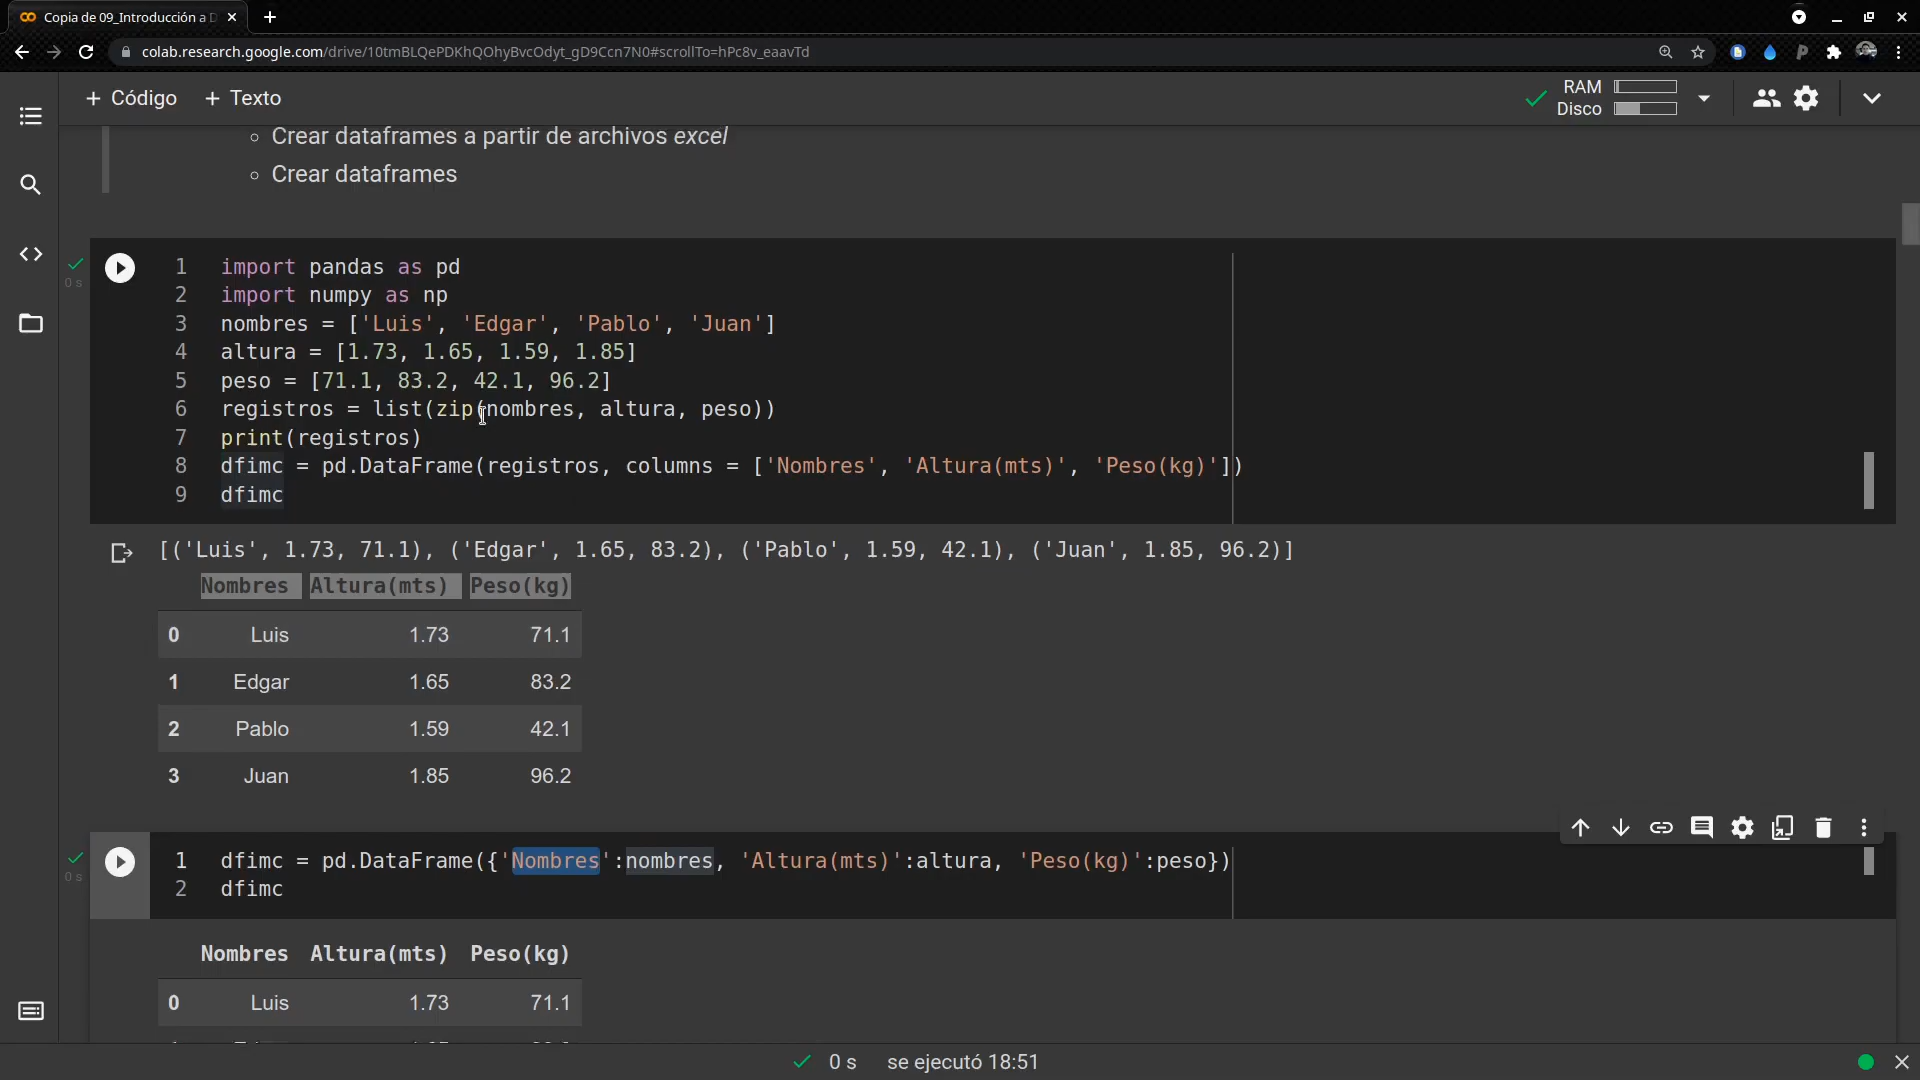 Copia de 09_Introducción a D
colab.research.google.com/drive/10tmBLQePDKhQOhyBvcOdyt_gD9Ccn7N0#scrollTo=hPc8v_eaavTd
+ Código + Texto
RAM
Disco
Crear dataframes a partir de archivos excel
Crear dataframes
0 s
1 import pandas as pd
2 import numpy as np
3 nombres = ['Luis', 'Edgar', 'Pablo', 'Juan']
4 altura = [1.73, 1.65, 1.59, 1.85]
5 peso = [71.1, 83.2, 42.1, 96.2]
6 registros = list(zip(nombres, altura, peso))
7 print(registros)
8 dfimc = pd.DataFrame(registros, columns = ['Nombres', 'Altura(mts)', 'Peso(kg)'])
9 dfimc
[('Luis', 1.73, 71.1), ('Edgar', 1.65, 83.2), ('Pablo', 1.59, 42.1), ('Juan', 1.85, 96.2)]
Nombres Altura(mts) Peso(kg)
0 Luis 1.73 71.1
1 Edgar 1.65 83.2
2 Pablo 1.59 42.1
3 Juan 1.85 96.2
0 s
1 dfimc = pd.DataFrame({'Nombres':nombres, 'Altura(mts)':altura, 'Peso(kg)':peso})
2 dfimc
Nombres Altura(mts) Peso(kg)
0 Luis 1.73 71.1
0 s se ejecutó 18:51